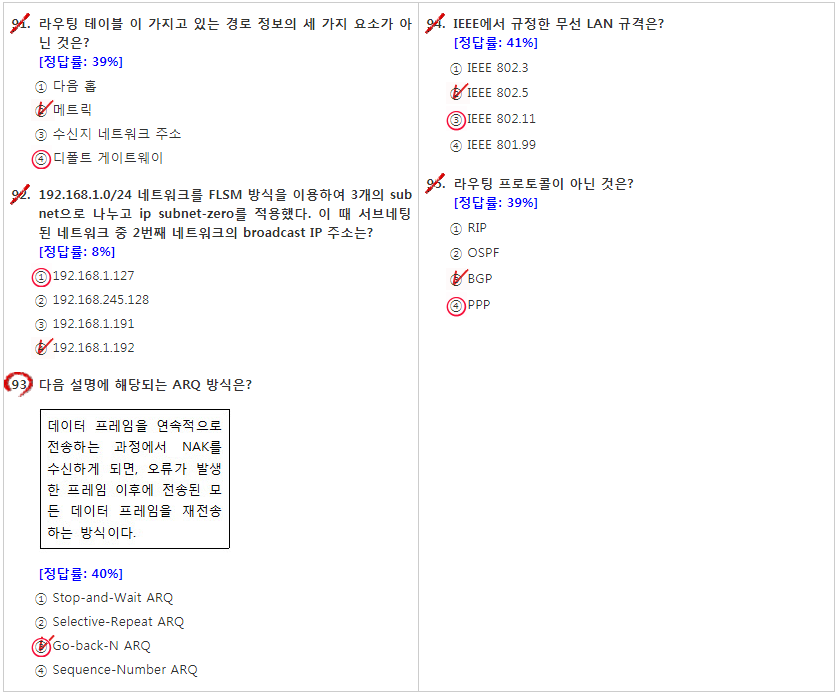 91. 라우팅 테이블 이 가지고 있는 경로 정보의 세 가지 요소가 아
닌 것은?
[정답률: 39%]
① 다음 홉
② 메트릭
③ 수신지 네트워크 주소
④ 디폴트 게이트웨이
92. 192.168.1.0/24 네트워크를 FLSM 방식을 이용하여 3개의 sub
net으로 나누고 ip subnet-zero를 적용했다. 이 때 서브네팅
된 네트워크 중 2번째 네트워크의 broadcast IP 주소는?
[정답률: 8%]
① 192.168.1.127
② 192.168.245.128
③ 192.168.1.191
④ 192.168.1.192
93. 다음 설명에 해당되는 ARQ 방식은?
데이터 프레임을 연속적으로
전송하는 과정에서 NAK를
수신하게 되면, 오류가 발생
한 프레임 이후에 전송된 모
든 데이터 프레임을 재전송
하는 방식이다.
[정답률: 40%]
① Stop-and-Wait ARQ
② Selective-Repeat ARQ
③ Go-back-N ARQ
④ Sequence-Number ARQ
94. IEEE에서 규정한 무선 LAN 규격은?
[정답률: 41%]
① IEEE 802.3
② IEEE 802.5
③ IEEE 802.11
④ IEEE 801.99
95. 라우팅 프로토콜이 아닌 것은?
[정답률: 39%]
① RIP
② OSPF
③ BGP
④ PPP